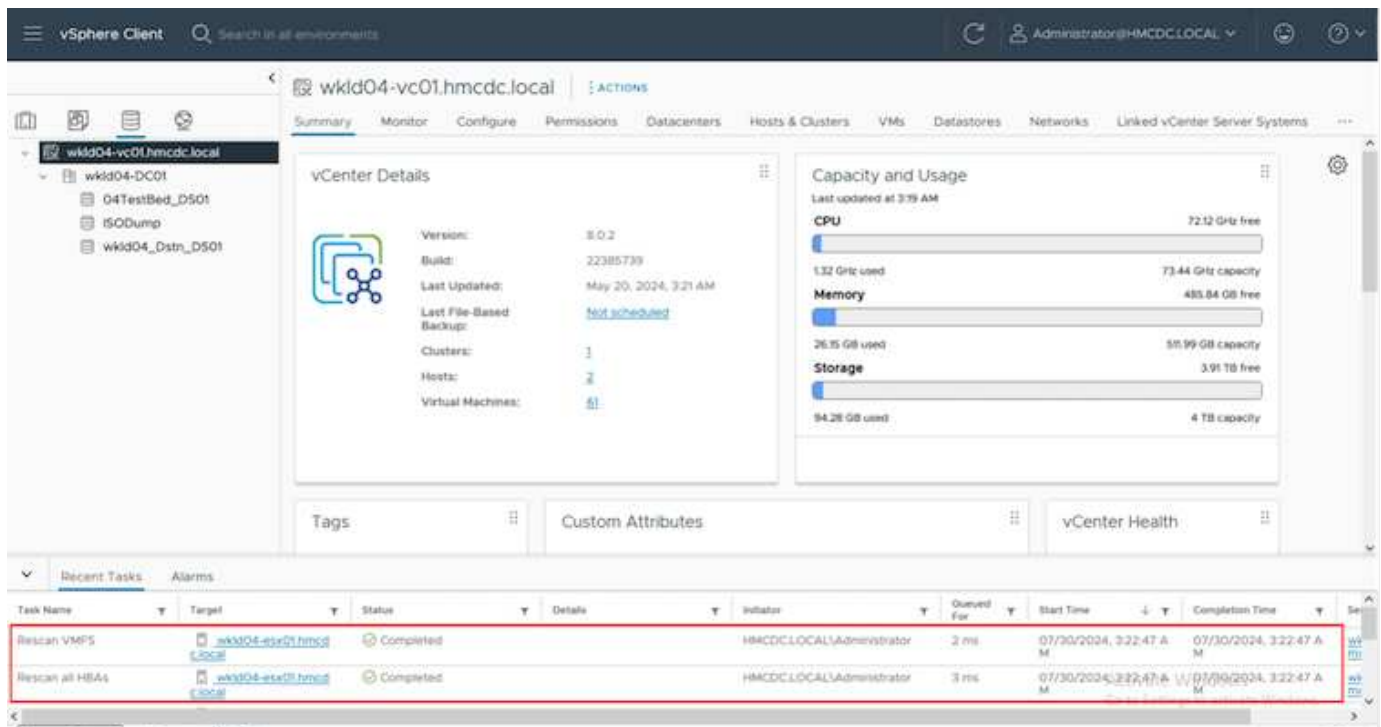 vSphere Client
Search in all environments
Administrator@HMCDC.LOCAL
wkld04-vc01.hmcdc.local
ACTIONS
Summary Monitor Configure Permissions Datacenters Hosts & Clusters VMs Datastores Networks Linked vCenter Server Systems ...
wkld04-vc01.hmcdc.local
wkld04-DC01
04TestBed_DS01
ISODump
wkld04_Dstn_DS01
vCenter Details
Version: 8.0.2
Build: 22385739
Last Updated: May 20, 2024, 3:21 AM
Last File-Based Backup: Not scheduled
Clusters: 1
Hosts: 2
Virtual Machines: 61
Capacity and Usage
Last updated at 3:19 AM
CPU 72.12 GHz free
1.32 GHz used 73.44 GHz capacity
Memory 485.84 GB free
26.15 GB used 511.99 GB capacity
Storage 3.91 TB free
94.28 GB used 4 TB capacity
Tags
Custom Attributes
vCenter Health
Recent Tasks Alarms
Task Name Target Status Details Initiator Queued For Start Time Completion Time
Rescan VMFS wkld04-esx01.hmcd c.local Completed HMCDC.LOCAL\Administrator 2 ms 07/30/2024, 3:22:47 A M 07/30/2024, 3:22:47 A M
Rescan all HBAs wkld04-esx01.hmcd c.local Completed HMCDC.LOCAL\Administrator 3 ms 07/30/2024, 3:22:47 A M 07/30/2024, 3:22:47 A M